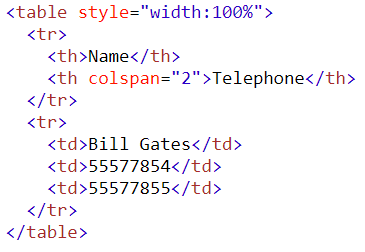 <table style="width:100%">
  <tr>
    <th>Name</th>
    <th colspan="2">Telephone</th>
  </tr>
  <tr>
    <td>Bill Gates</td>
    <td>55577854</td>
    <td>55577855</td>
  </tr>
</table>